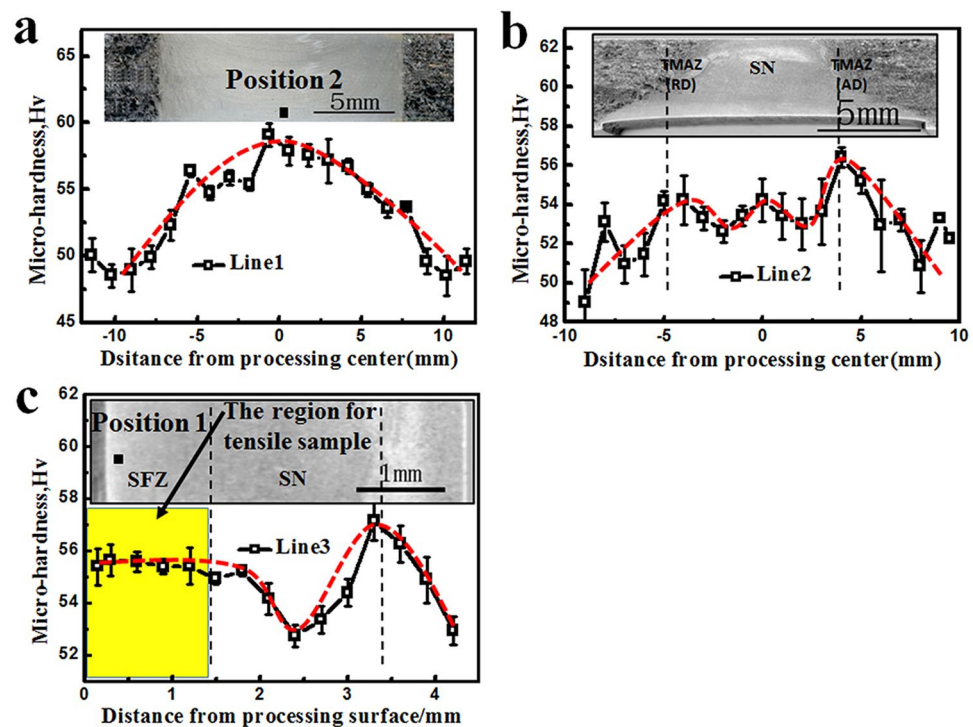 a
Micro-hardness,Hv
65
60
55
50
45
Position 2
5mm
Line1
-10
-5
0
5
10
Dsitance from processing center(mm)
b
Micro-hardness,Hv
62
60
58
56
54
52
50
48
TMAZ
(RD)
SN
TMAZ
(AD)
5mm
Line2
-10
-5
0
5
10
Dsitance from processing center(mm)
c
Micro-hardness,Hv
62
60
58
56
54
52
Position 1
The region for
tensile sample
SFZ
SN
1mm
Line3
0
1
2
3
4
Distance from processing surface/mm